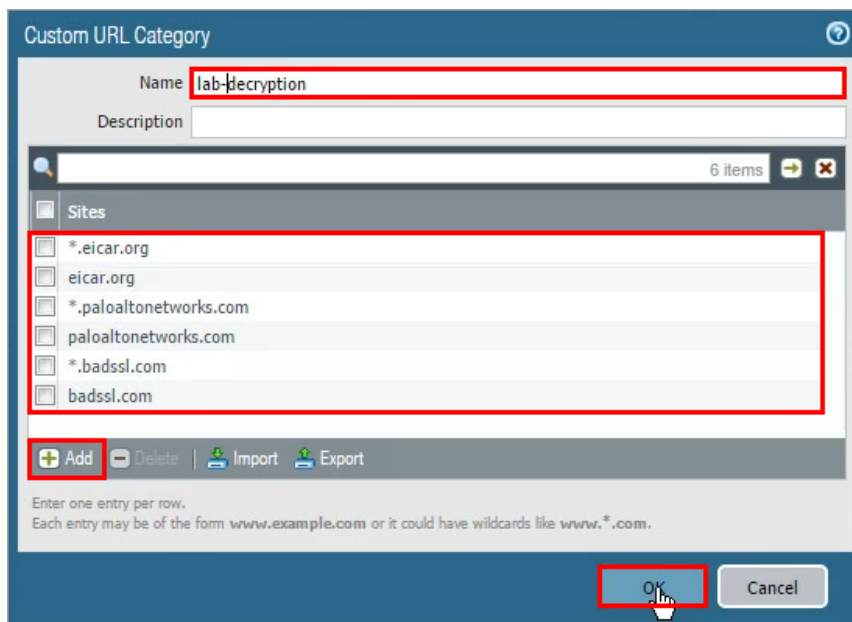 Custom URL Category
Name lab-decryption
Description
6 items
Sites
*.eicar.org
eicar.org
*.paloaltonetworks.com
paloaltonetworks.com
*.badssl.com
badssl.com
Add Delete Import Export
Enter one entry per row.
Each entry may be of the form www.example.com or it could have wildcards like www.*.com.
OK Cancel